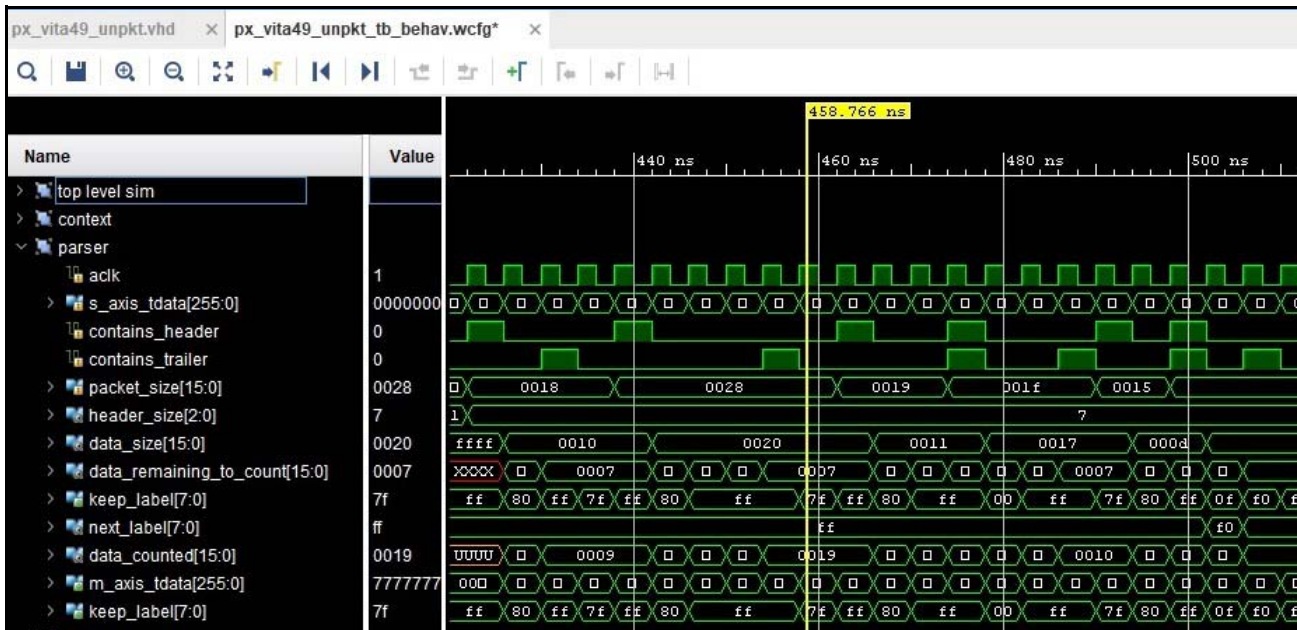 px_vita49_unpkt.vhd × px_vita49_unpkt_tb_behav.wcfg* ×
458.766 ns
Name Value 440 ns 460 ns 480 ns 500 ns
top level sim
context
parser
aclk 1
s_axis_tdata[255:0] 0000000
contains_header 0
contains_trailer 0
packet_size[15:0] 0028 0018 0028 0019 001f 0015
header_size[2:0] 7 1 7
data_size[15:0] 0020 ffff 0010 0020 0011 0017 000d
data_remaining_to_count[15:0] 0007 XXXX 0007 0007 0007
keep_label[7:0] 7f ff 80 ff 7f ff 80 ff 7f ff 80 ff 00 ff 7f 80 ff 0f f0 f
next_label[7:0] ff ff f0
data_counted[15:0] 0019 UUUU 0009 0019 0010
m_axis_tdata[255:0] 7777777 000
keep_label[7:0] 7f ff 80 ff 7f ff 80 ff 7f ff 80 ff 00 ff 7f 80 ff 0f f0 f